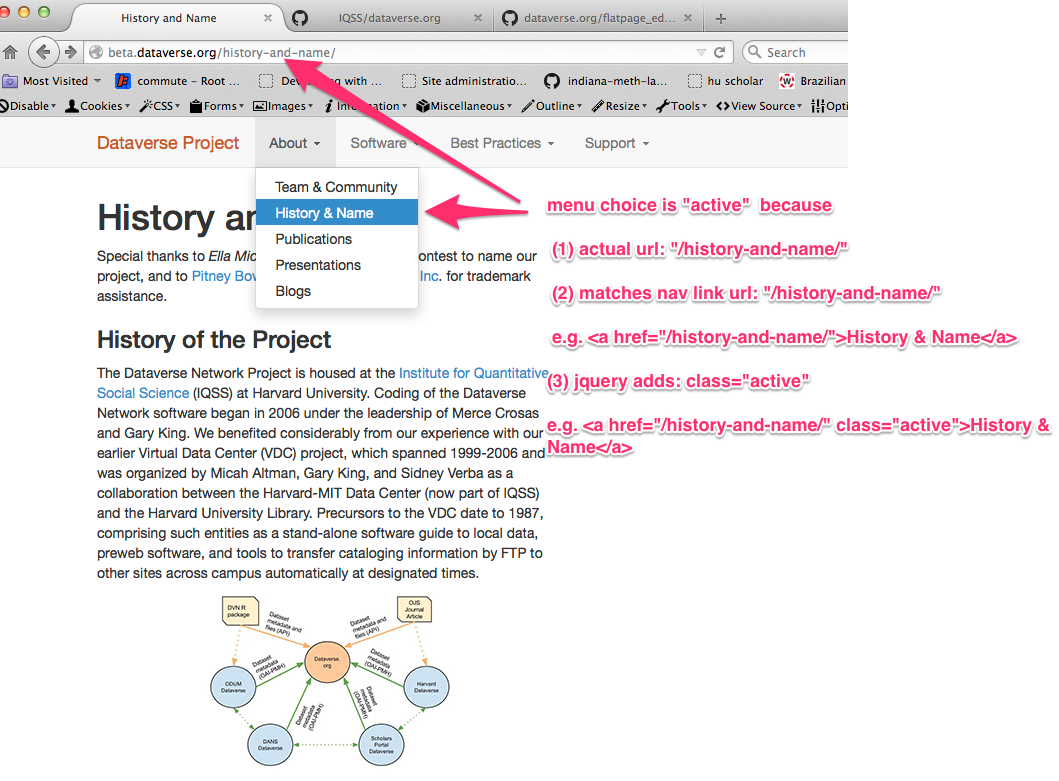 History and Name
IQSS/dataverse.org
dataverse.org/flatpage_ed...
beta.dataverse.org/history-and-name/
Search
Most Visited
commute - Root ...
with ...
Site administratio...
indiana-meth-la...
hu scholar
Brazilian
Disable
Cookies
CSS
Forms
Images
Miscellaneous
Outline
Resize
Tools
View Source
Opti
Dataverse Project
About
Software
Best Practices
Support
Team & Community
History & Name
Publications
Presentations
Blogs
menu choice is "active" because
(1) actual url: "/history-and-name/"
(2) matches nav link url: "/history-and-name/"
e.g. <a href="/history-and-name/">History & Name</a>
(3) jquery adds: class="active"
e.g. <a href="/history-and-name/" class="active">History &
Name</a>
History
Special thanks to Ella ontest to name our
project, and to Pitney Inc. for trademark
assistance.
History of the Project
The Dataverse Network Project is housed at the Institute for Quantitative
Social Science (IQSS) at Harvard University. Coding of the Dataverse
Network software began in 2006 under the leadership of Merce Crosas
and Gary King. We benefited considerably from our experience with our
earlier Virtual Data Center (VDC) project, which spanned 1999-2006 and
was organized by Micah Altman, Gary King, and Sidney Verba as a
collaboration between the Harvard-MIT Data Center (now part of IQSS)
and the Harvard University Library. Precursors to the VDC date to 1987,
comprising such entities as a stand-alone software guide to local data,
preweb software, and tools to transfer cataloging information by FTP to
other sites across campus automatically at designated times.
DVN R
package
OJS
Journal
Article
Dataset
metadata and
files (API)
Dataset
metadata and
files (API)
Dataverse.
org
Dataset
metadata
(OAI-PMH)
Dataset
metadata
(OAI-PMH)
ODUM
Dataverse
Harvard
Dataverse
Dataset
metadata
(OAI-PMH)
Dataset
metadata
(OAI-PMH)
DANS
Dataverse
Scholars
Portal
Dataverse